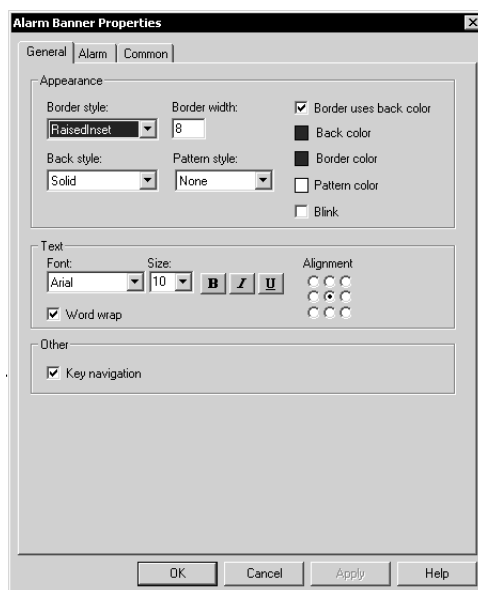 Alarm Banner Properties
General Alarm Common
Appearance
Border style: Border width:
RaisedInset 8
Border uses back color
Back color
Back style: Pattern style:
Border color
Solid None
Pattern color
Blink
Text
Font: Size: Alignment
Arial 10 B I U
Word wrap
Other
Key navigation
OK Cancel Apply Help